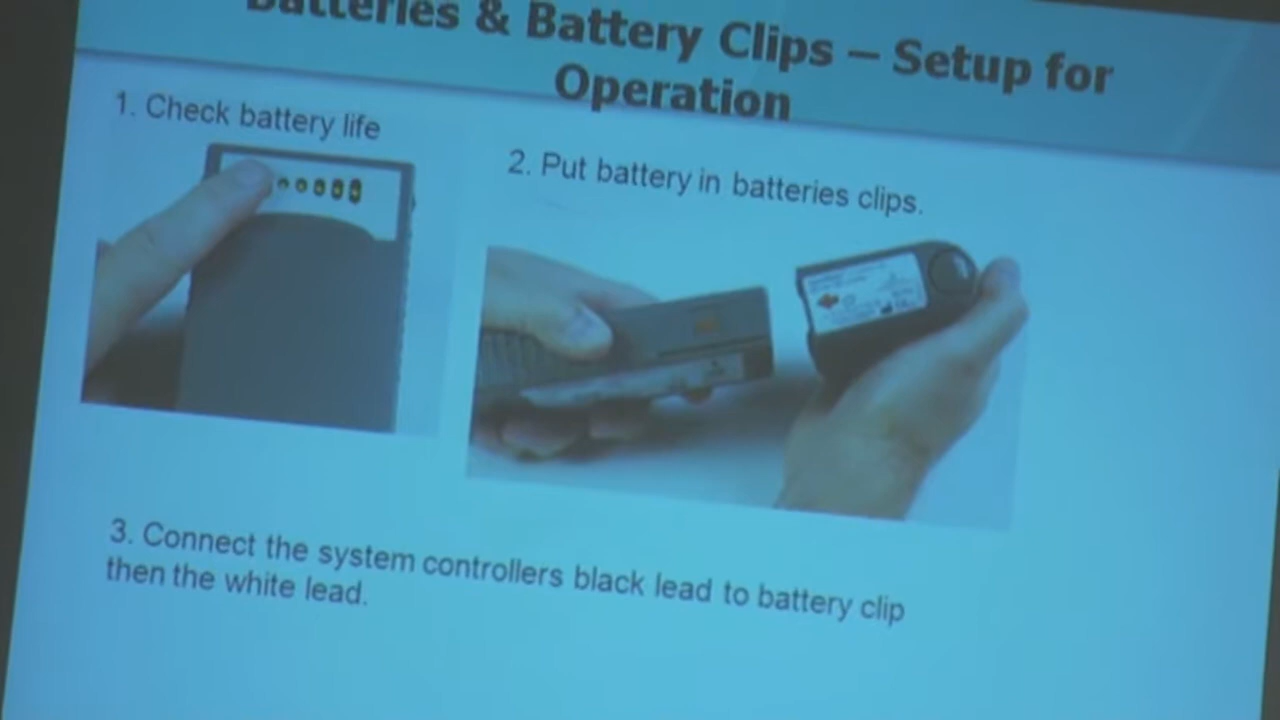 Batteries & Battery Clips – Setup for
Operation
1. Check battery life
2. Put battery in batteries clips.
3. Connect the system controllers black lead to battery clip
then the white lead.